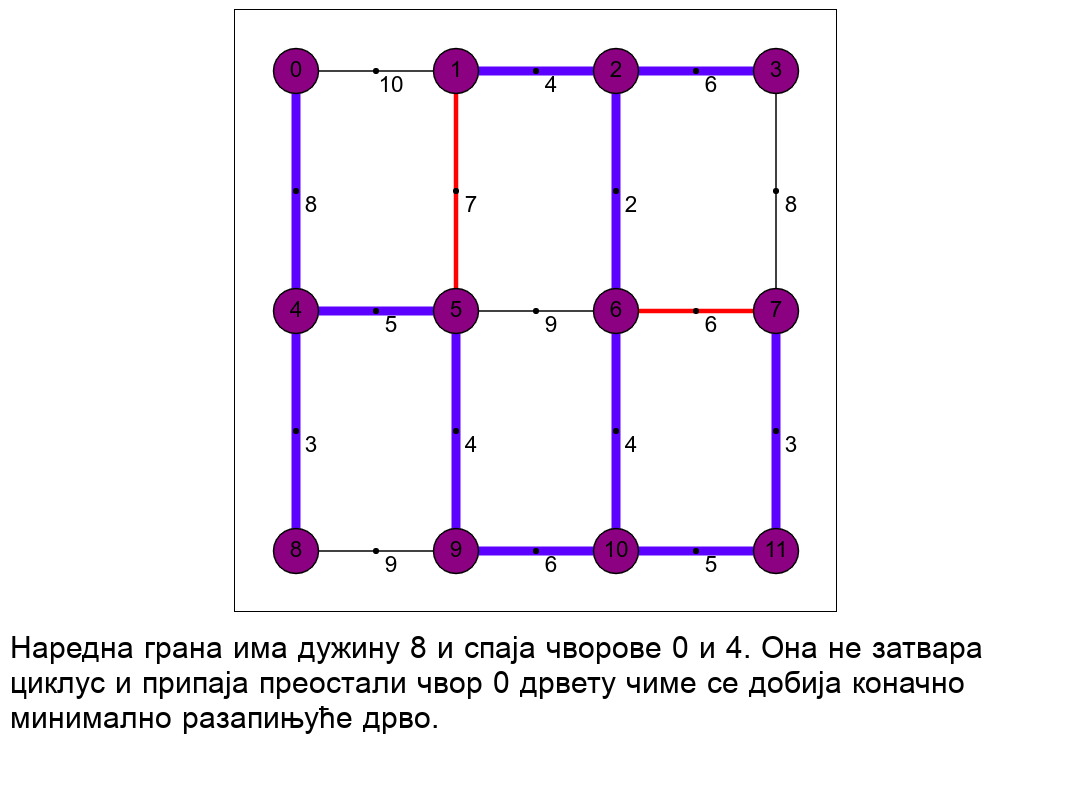 0 1 2 3
10 4 6
8 7 2 8
4 5 6 7
5 9 6
3 4 4 3
8 9 10 11
9 6 5
Наредна грана има дужину 8 и спаја чворове 0 и 4. Она не затвара
циклус и припаја преостали чвор 0 дрвету чиме се добија коначно
минимално разапињуће дрво.